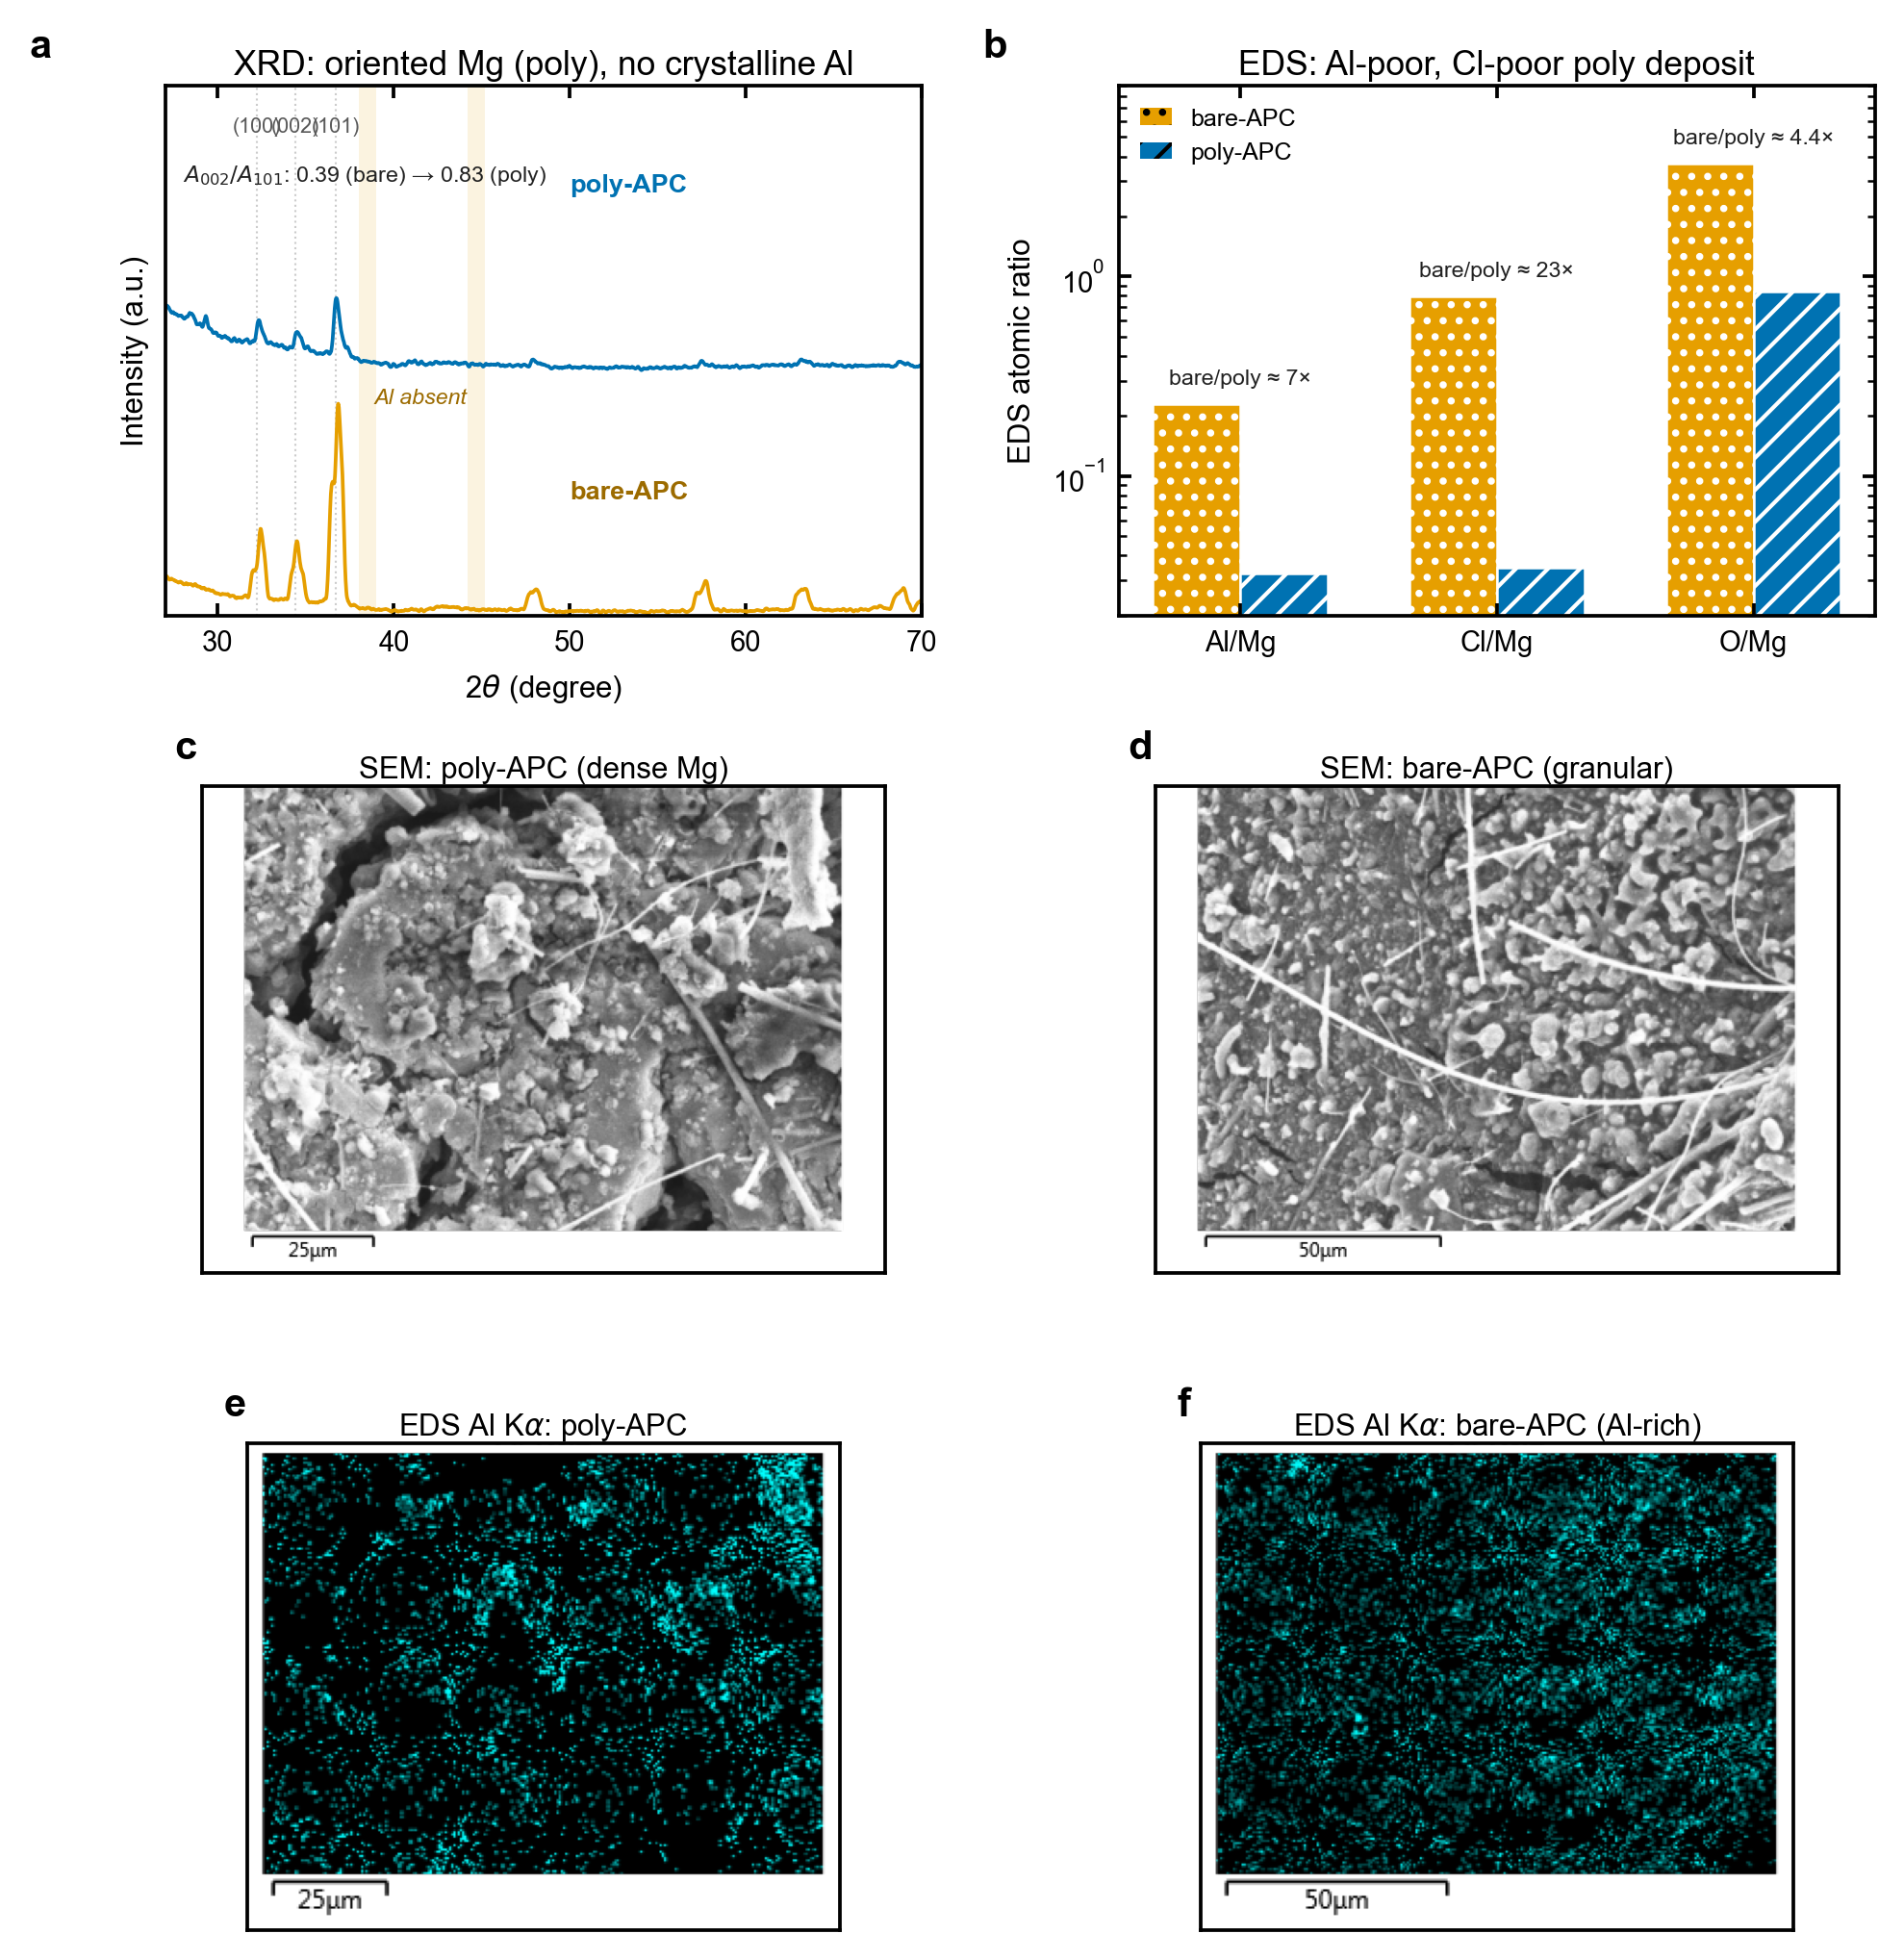 a
XRD: oriented Mg (poly), no crystalline Al
(100)
(002)
(101)
A002/A101: 0.39 (bare) → 0.83 (poly)
poly-APC
Al absent
bare-APC
Intensity (a.u.)
30 40 50 60 70
2θ (degree)
b
EDS: Al-poor, Cl-poor poly deposit
bare-APC
poly-APC
bare/poly ≈ 4.4×
bare/poly ≈ 23×
bare/poly ≈ 7×
EDS atomic ratio
10⁰
10⁻¹
Al/Mg Cl/Mg O/Mg
c
SEM: poly-APC (dense Mg)
25µm
d
SEM: bare-APC (granular)
50µm
e
EDS Al Kα: poly-APC
25µm
f
EDS Al Kα: bare-APC (Al-rich)
50µm